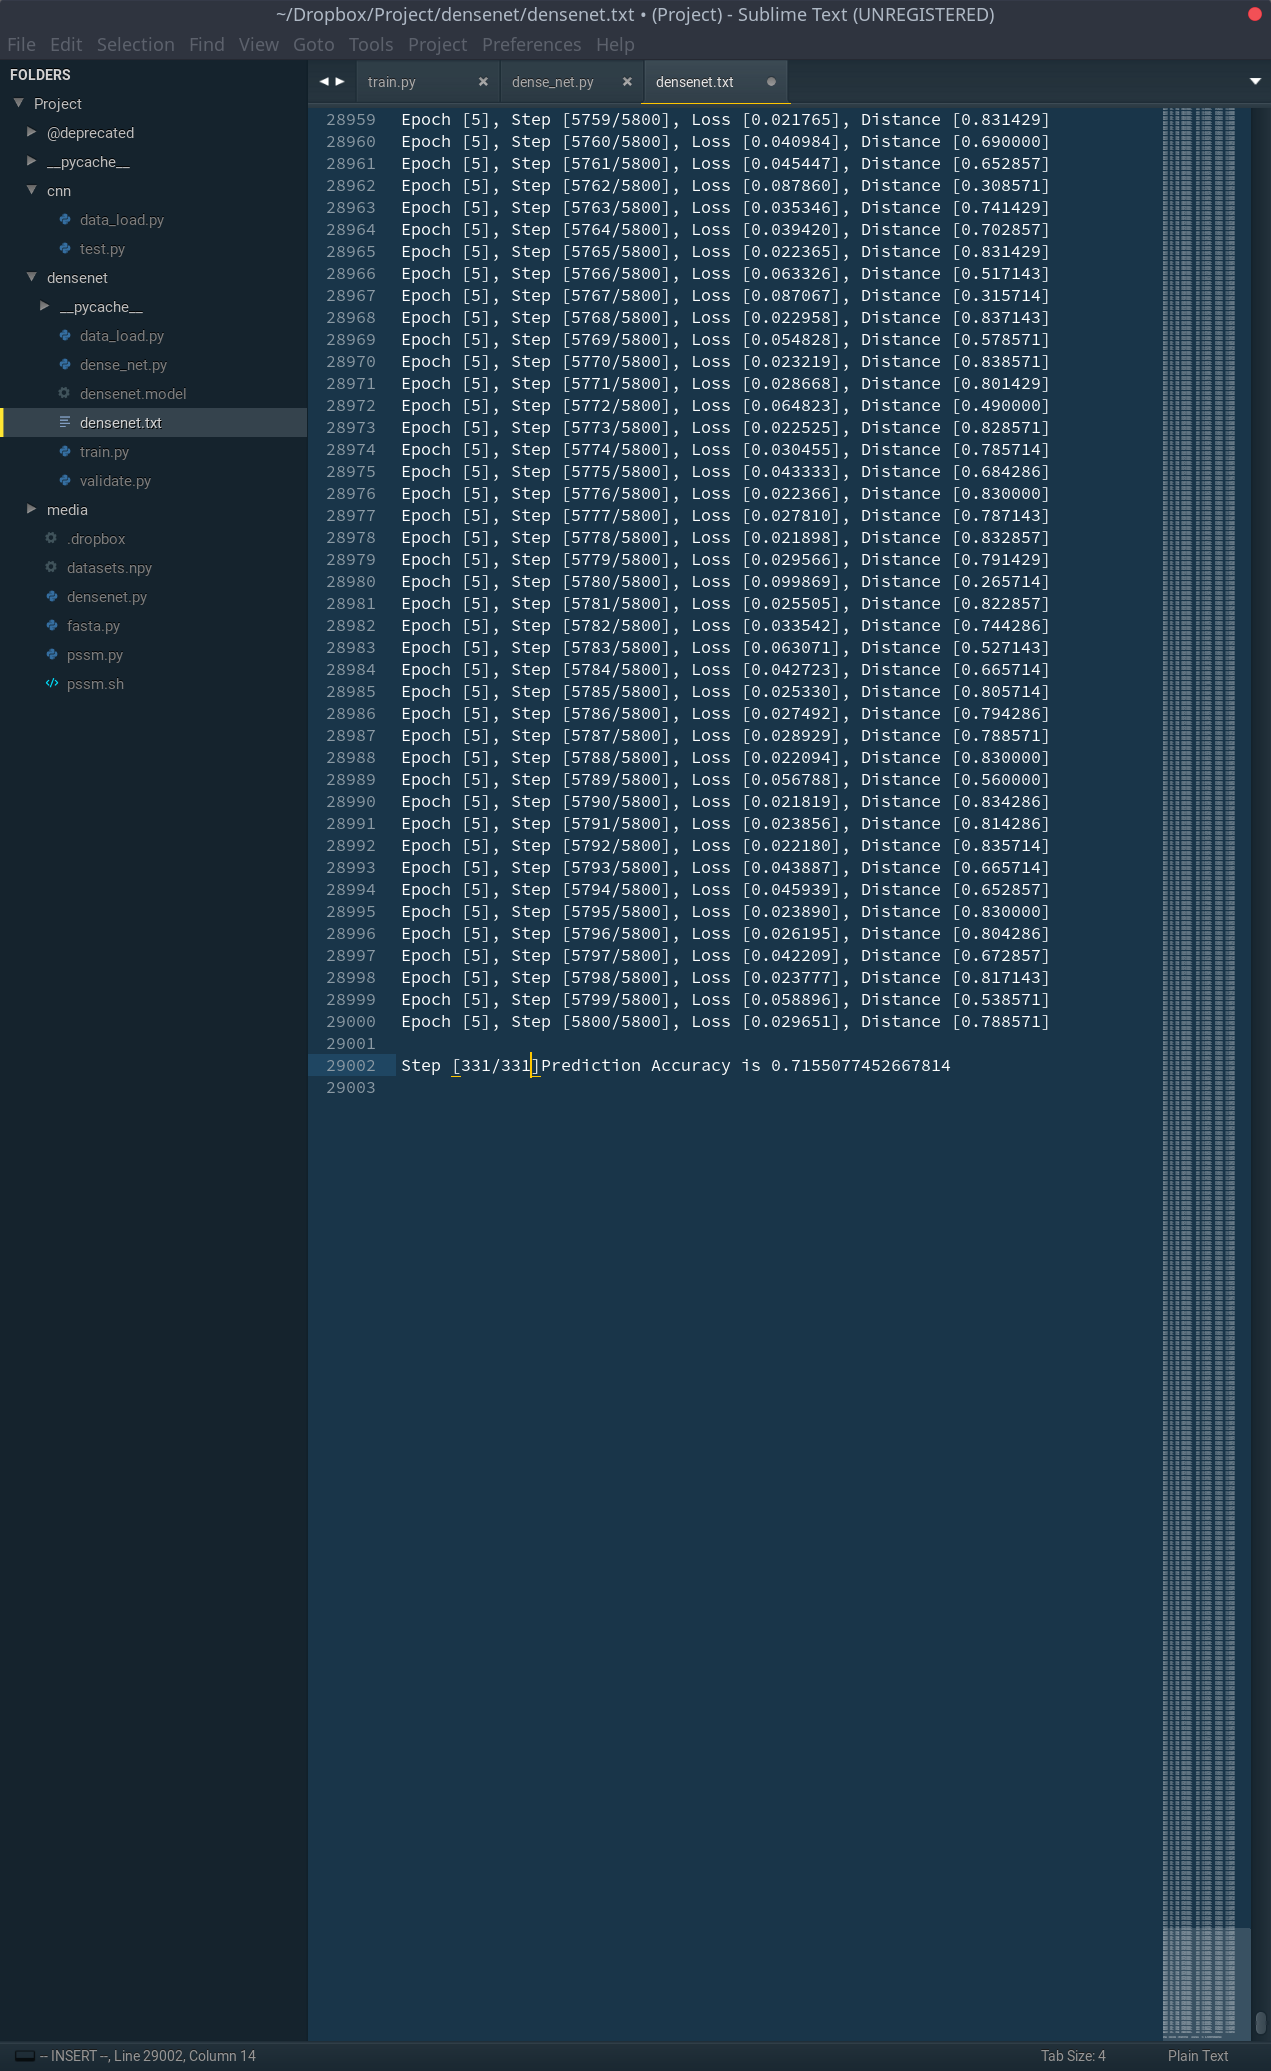 ~/Dropbox/Project/densenet/densenet.txt • (Project) - Sublime Text (UNREGISTERED)
File Edit Selection Find View Goto Tools Project Preferences Help
FOLDERS
Project
@deprecated
__pycache__
cnn
data_load.py
test.py
densenet
__pycache__
data_load.py
dense_net.py
densenet.model
densenet.txt
train.py
validate.py
media
.dropbox
datasets.npy
densenet.py
fasta.py
pssm.py
pssm.sh
train.py dense_net.py densenet.txt
28959 Epoch [5], Step [5759/5800], Loss [0.021765], Distance [0.831429]
28960 Epoch [5], Step [5760/5800], Loss [0.040984], Distance [0.690000]
28961 Epoch [5], Step [5761/5800], Loss [0.045447], Distance [0.652857]
28962 Epoch [5], Step [5762/5800], Loss [0.087860], Distance [0.308571]
28963 Epoch [5], Step [5763/5800], Loss [0.035346], Distance [0.741429]
28964 Epoch [5], Step [5764/5800], Loss [0.039420], Distance [0.702857]
28965 Epoch [5], Step [5765/5800], Loss [0.022365], Distance [0.831429]
28966 Epoch [5], Step [5766/5800], Loss [0.063326], Distance [0.517143]
28967 Epoch [5], Step [5767/5800], Loss [0.087067], Distance [0.315714]
28968 Epoch [5], Step [5768/5800], Loss [0.022958], Distance [0.837143]
28969 Epoch [5], Step [5769/5800], Loss [0.054828], Distance [0.578571]
28970 Epoch [5], Step [5770/5800], Loss [0.023219], Distance [0.838571]
28971 Epoch [5], Step [5771/5800], Loss [0.028668], Distance [0.801429]
28972 Epoch [5], Step [5772/5800], Loss [0.064823], Distance [0.490000]
28973 Epoch [5], Step [5773/5800], Loss [0.022525], Distance [0.828571]
28974 Epoch [5], Step [5774/5800], Loss [0.030455], Distance [0.785714]
28975 Epoch [5], Step [5775/5800], Loss [0.043333], Distance [0.684286]
28976 Epoch [5], Step [5776/5800], Loss [0.022366], Distance [0.830000]
28977 Epoch [5], Step [5777/5800], Loss [0.027810], Distance [0.787143]
28978 Epoch [5], Step [5778/5800], Loss [0.021898], Distance [0.832857]
28979 Epoch [5], Step [5779/5800], Loss [0.029566], Distance [0.791429]
28980 Epoch [5], Step [5780/5800], Loss [0.099869], Distance [0.265714]
28981 Epoch [5], Step [5781/5800], Loss [0.025505], Distance [0.822857]
28982 Epoch [5], Step [5782/5800], Loss [0.033542], Distance [0.744286]
28983 Epoch [5], Step [5783/5800], Loss [0.063071], Distance [0.527143]
28984 Epoch [5], Step [5784/5800], Loss [0.042723], Distance [0.665714]
28985 Epoch [5], Step [5785/5800], Loss [0.025330], Distance [0.805714]
28986 Epoch [5], Step [5786/5800], Loss [0.027492], Distance [0.794286]
28987 Epoch [5], Step [5787/5800], Loss [0.028929], Distance [0.788571]
28988 Epoch [5], Step [5788/5800], Loss [0.022094], Distance [0.830000]
28989 Epoch [5], Step [5789/5800], Loss [0.056788], Distance [0.560000]
28990 Epoch [5], Step [5790/5800], Loss [0.021819], Distance [0.834286]
28991 Epoch [5], Step [5791/5800], Loss [0.023856], Distance [0.814286]
28992 Epoch [5], Step [5792/5800], Loss [0.022180], Distance [0.835714]
28993 Epoch [5], Step [5793/5800], Loss [0.043887], Distance [0.665714]
28994 Epoch [5], Step [5794/5800], Loss [0.045939], Distance [0.652857]
28995 Epoch [5], Step [5795/5800], Loss [0.023890], Distance [0.830000]
28996 Epoch [5], Step [5796/5800], Loss [0.026195], Distance [0.804286]
28997 Epoch [5], Step [5797/5800], Loss [0.042209], Distance [0.672857]
28998 Epoch [5], Step [5798/5800], Loss [0.023777], Distance [0.817143]
28999 Epoch [5], Step [5799/5800], Loss [0.058896], Distance [0.538571]
29000 Epoch [5], Step [5800/5800], Loss [0.029651], Distance [0.788571]
29001
29002 Step [331/331]Prediction Accuracy is 0.7155077452667814
29003
-- INSERT --, Line 29002, Column 14 Tab Size: 4 Plain Text